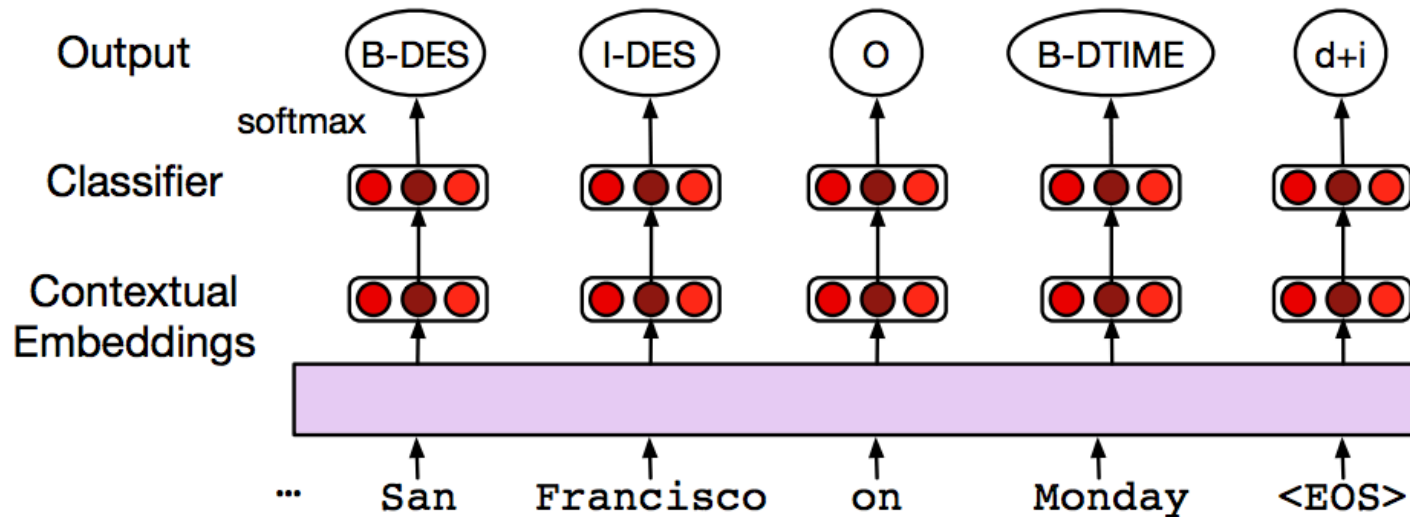 Output B-DES I-DES O B-DTIME d+i
softmax
Classifier
Contextual
Embeddings
... San Francisco on Monday <EOS>